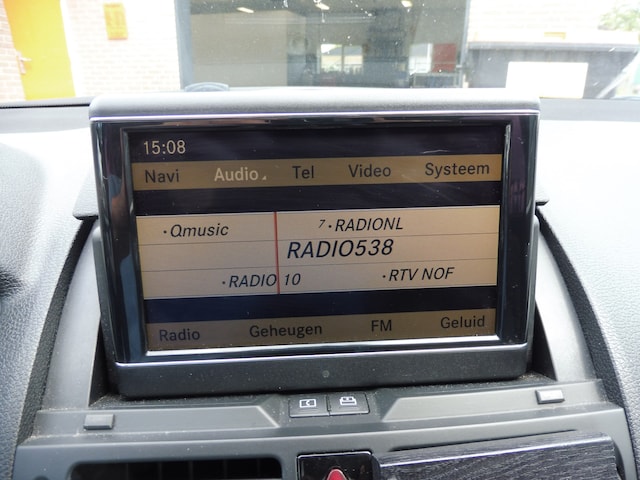 15:08
Navi Audio Tel Video Systeem
·Qmusic 7·RADIONL
RADIO538
·RADIO 10 ·RTV NOF
Radio Geheugen FM Geluid